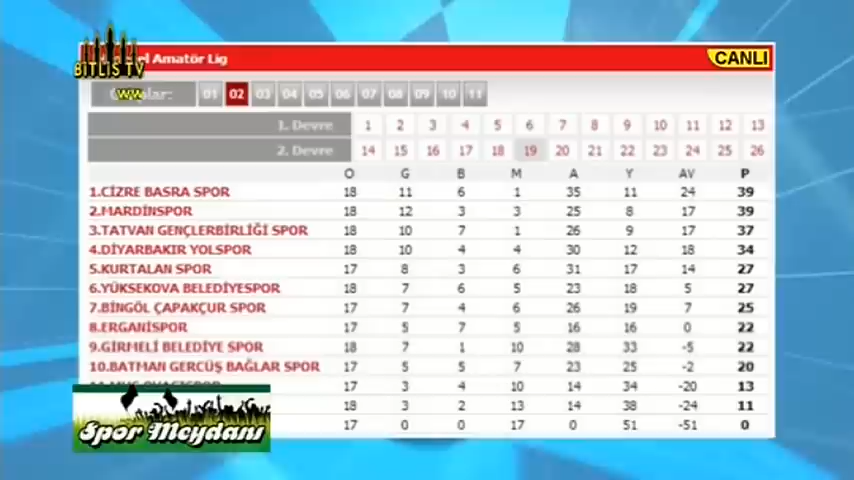 el Amatör Lig
CANLI
BITLIS TV
WW
01 02 03 04 05 06 07 08 09 10 11
1. Devre 1 2 3 4 5 6 7 8 9 10 11 12 13
2. Devre 14 15 16 17 18 19 20 21 22 23 24 25 26
O G B M A Y AV P
1.CİZRE BASRA SPOR 18 11 6 1 35 11 24 39
2.MARDİNSPOR 18 12 3 3 25 8 17 39
3.TATVAN GENÇLERBİRLİĞİ SPOR 18 10 7 1 26 9 17 37
4.DİYARBAKIR YOLSPOR 18 10 4 4 30 12 18 34
5.KURTALAN SPOR 17 8 3 6 31 17 14 27
6.YÜKSEKOVA BELEDİYESPOR 18 7 6 5 23 18 5 27
7.BİNGÖL ÇAPAKÇUR SPOR 17 7 4 6 26 19 7 25
8.ERGANİSPOR 17 5 7 5 16 16 0 22
9.GİRMELİ BELEDİYE SPOR 18 7 1 10 28 33 -5 22
10.BATMAN GERCÜŞ BAĞLAR SPOR 17 5 5 7 23 25 -2 20
17 3 4 10 14 34 -20 13
18 3 2 13 14 38 -24 11
17 0 0 17 0 51 -51 0
Spor Meydanı